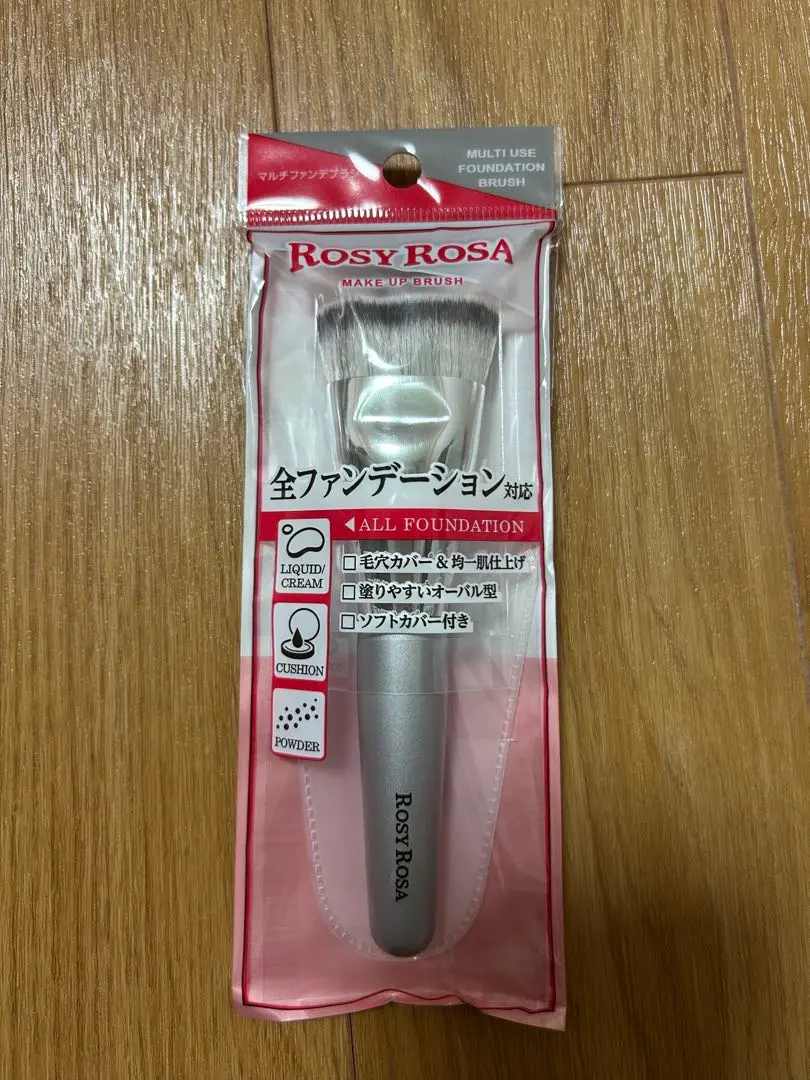 マルチファンデブラシ
MULTI USE
FOUNDATION
BRUSH
ROSY ROSA
MAKE UP BRUSH
全ファンデーション対応
◀ALL FOUNDATION
LIQUID/
CREAM
□毛穴カバー&均一肌仕上げ
□塗りやすいオーバル型
□ソフトカバー付き
CUSHION
POWDER
ROSY ROSA